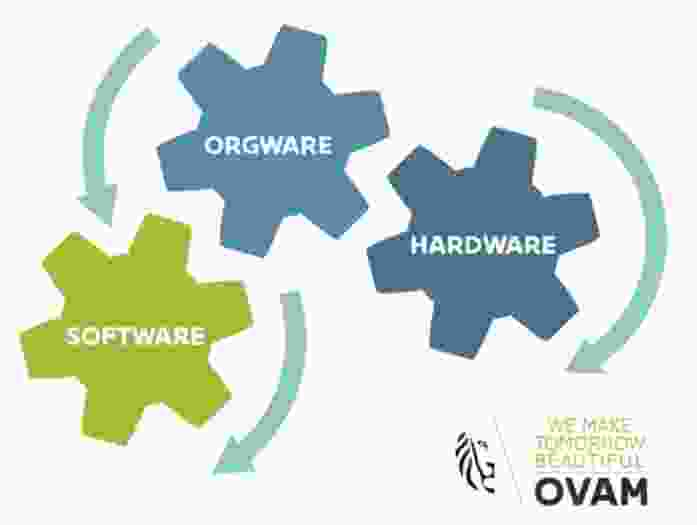 ORGWARE
HARDWARE
SOFTWARE
WE MAKE
TOMORROW
BEAUTIFUL
OVAM